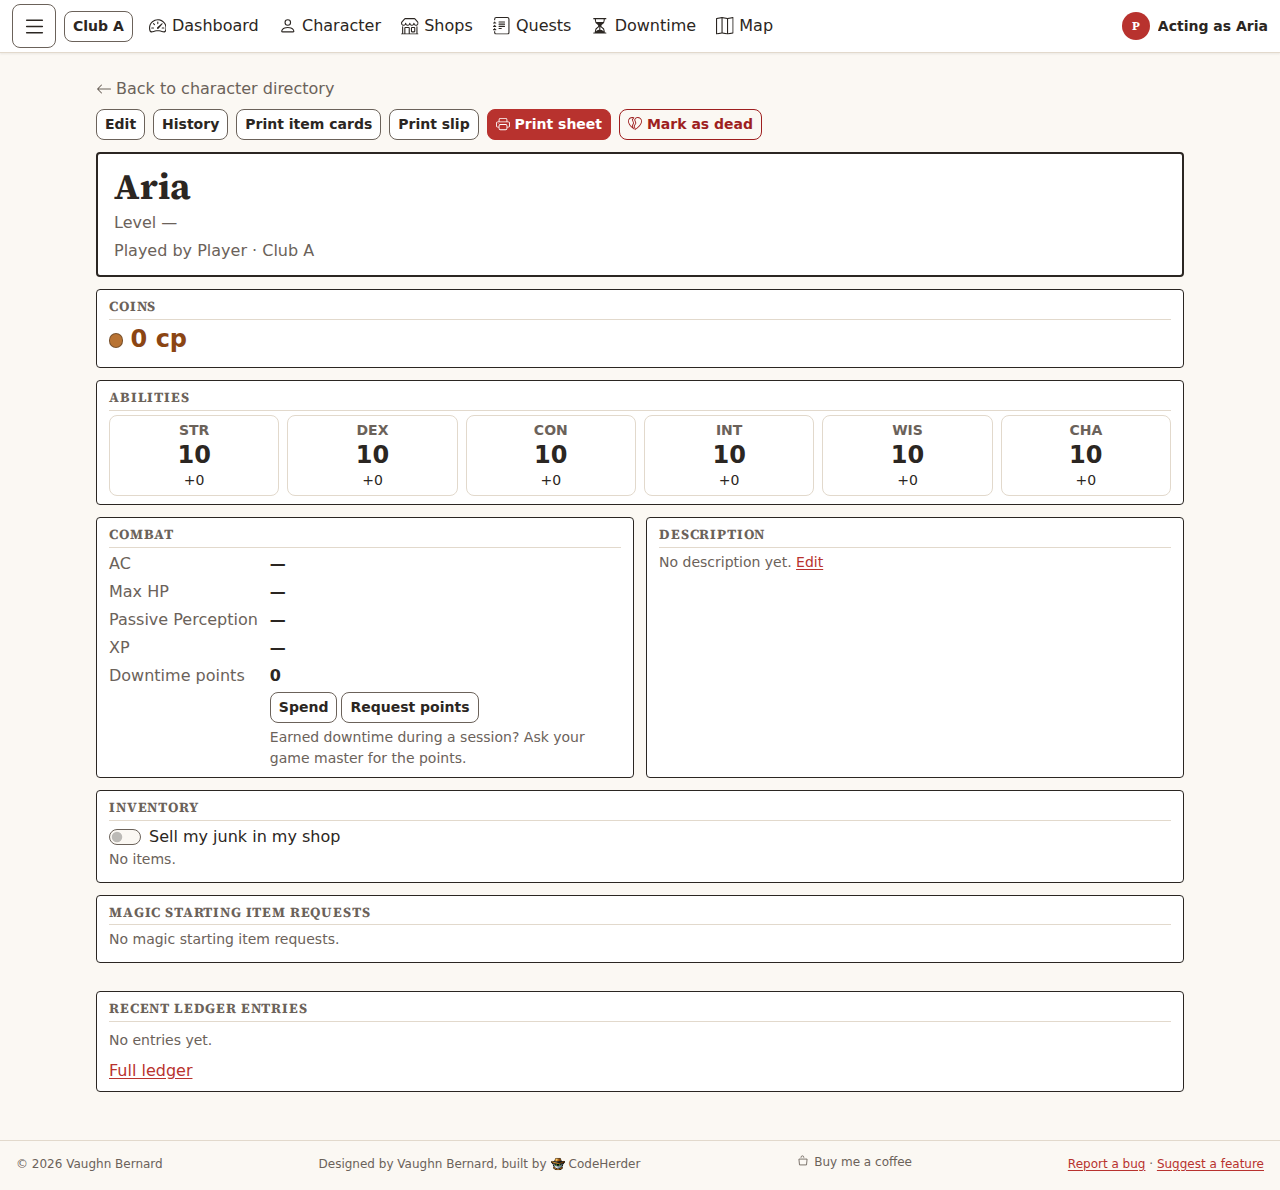 Club A
Dashboard
Character
Shops
Quests
Downtime
Map
P
Acting as Aria
Back to character directory
Edit
History
Print item cards
Print slip
Print sheet
Mark as dead
Aria
Level —
Played by Player · Club A
COINS
0 cp
ABILITIES
STR
10
+0
DEX
10
+0
CON
10
+0
INT
10
+0
WIS
10
+0
CHA
10
+0
COMBAT
AC —
Max HP —
Passive Perception —
XP —
Downtime points 0
Spend
Request points
Earned downtime during a session? Ask your
game master for the points.
DESCRIPTION
No description yet. Edit
INVENTORY
Sell my junk in my shop
No items.
MAGIC STARTING ITEM REQUESTS
No magic starting item requests.
RECENT LEDGER ENTRIES
No entries yet.
Full ledger
© 2026 Vaughn Bernard
Designed by Vaughn Bernard, built by CodeHerder
Buy me a coffee
Report a bug · Suggest a feature